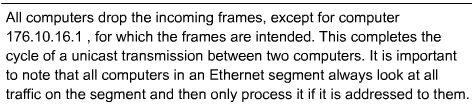 All computers drop the incoming frames, except for computer
176.10.16.1 , for which the frames are intended. This completes the
cycle of a unicast transmission between two computers. It is important
to note that all computers in an Ethernet segment always look at all
traffic on the segment and then only process it if it is addressed to them.